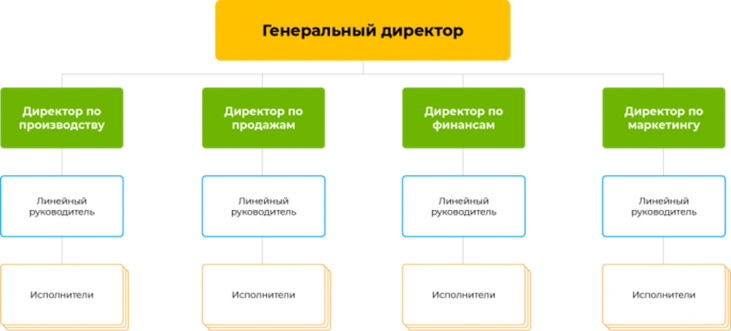 Генеральный директор
Директор по
производству
Директор по
продажам
Директор по
финансам
Директор по
маркетингу
Линейный
руководитель
Линейный
руководитель
Линейный
руководитель
Линейный
руководитель
Исполнители
Исполнители
Исполнители
Исполнители